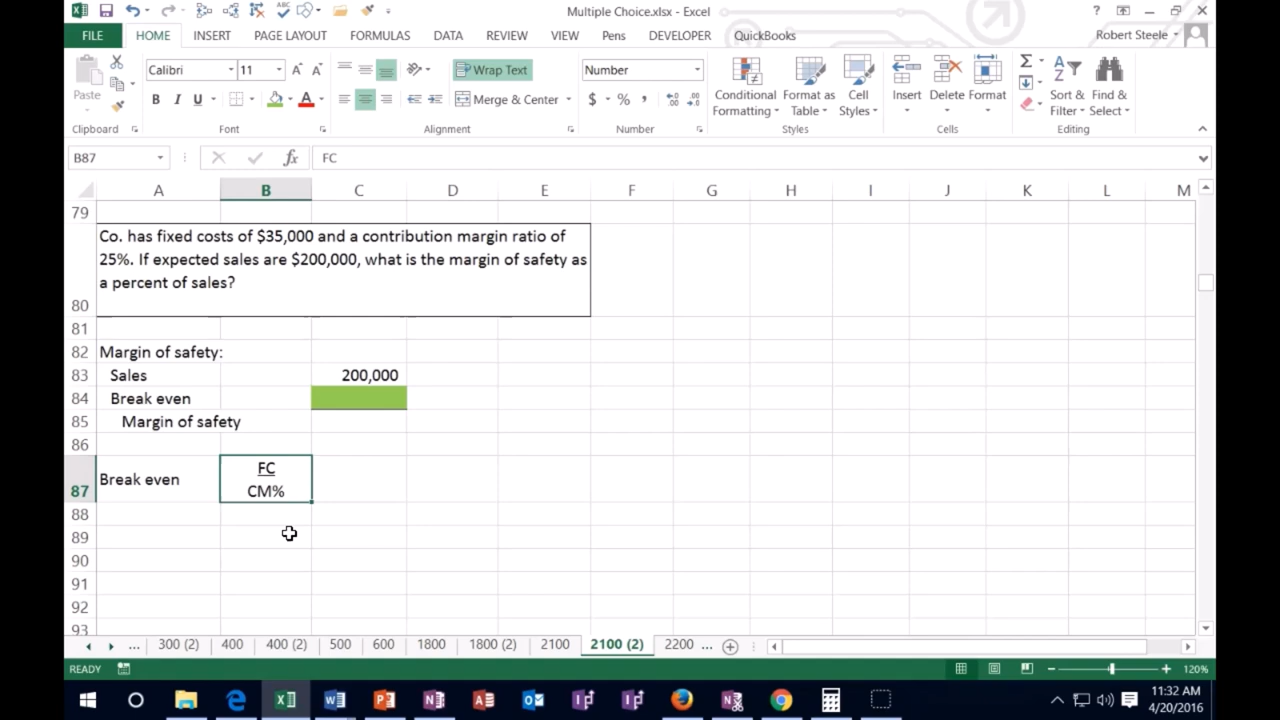 Multiple Choice.xlsx - Excel
?
FILE
HOME
INSERT
PAGE LAYOUT
FORMULAS
DATA
REVIEW
VIEW
Pens
DEVELOPER
QuickBooks
Robert Steele
Paste
Clipboard
Calibri
11
B I U
A
Font
Wrap Text
Merge & Center
Alignment
Number
$ % ,
Number
Conditional Formatting
Format as Table
Cell Styles
Styles
Insert
Delete
Format
Cells
Sort & Filter
Find & Select
Editing
B87
fx
FC
A B C D E F G H I J K L M
79
Co. has fixed costs of $35,000 and a contribution margin ratio of
25%. If expected sales are $200,000, what is the margin of safety as
a percent of sales?
80
81
82 Margin of safety:
83 Sales 200,000
84 Break even
85 Margin of safety
86
FC
87 Break even
CM%
88
89
90
91
92
93
... 300 (2) 400 400 (2) 500 600 1800 1800 (2) 2100 2100 (2) 2200 ...
READY
120%
11:32 AM
4/20/2016